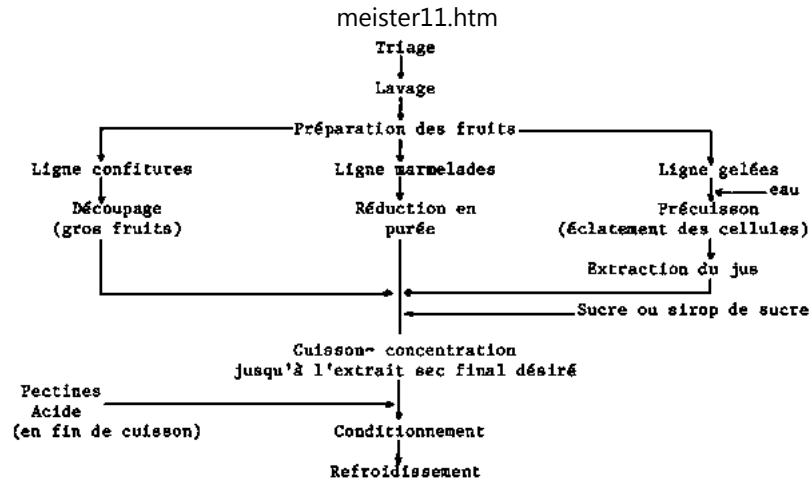 meister11.htm
Triage
Lavage
Préparation des fruits
Ligne confitures
Ligne marmelades
Ligne gelées
eau
Découpage
(gros fruits)
Réduction en
purée
Précuisson
(éclatement des cellules)
Extraction du jus
Sucre ou sirop de sucre
Cuisson- concentration
jusqu'à l'extrait sec final désiré
Pectines
Acide
(en fin de cuisson)
Conditionnement
Refroidissement